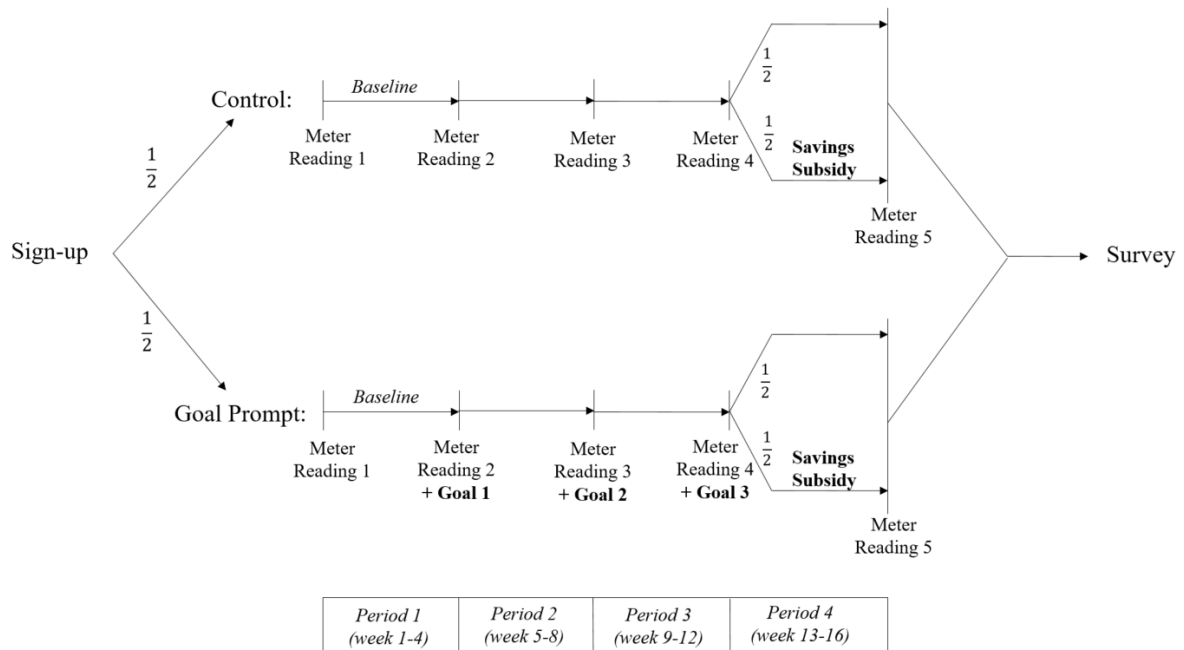 Sign-up
1/2
1/2
Control:
Baseline
Meter
Reading 1
Meter
Reading 2
Meter
Reading 3
Meter
Reading 4
1/2
1/2
Savings
Subsidy
Meter
Reading 5
Goal Prompt:
Baseline
Meter
Reading 1
Meter
Reading 2
+ Goal 1
Meter
Reading 3
+ Goal 2
Meter
Reading 4
+ Goal 3
1/2
1/2
Savings
Subsidy
Meter
Reading 5
Survey
Period 1
(week 1-4)
Period 2
(week 5-8)
Period 3
(week 9-12)
Period 4
(week 13-16)